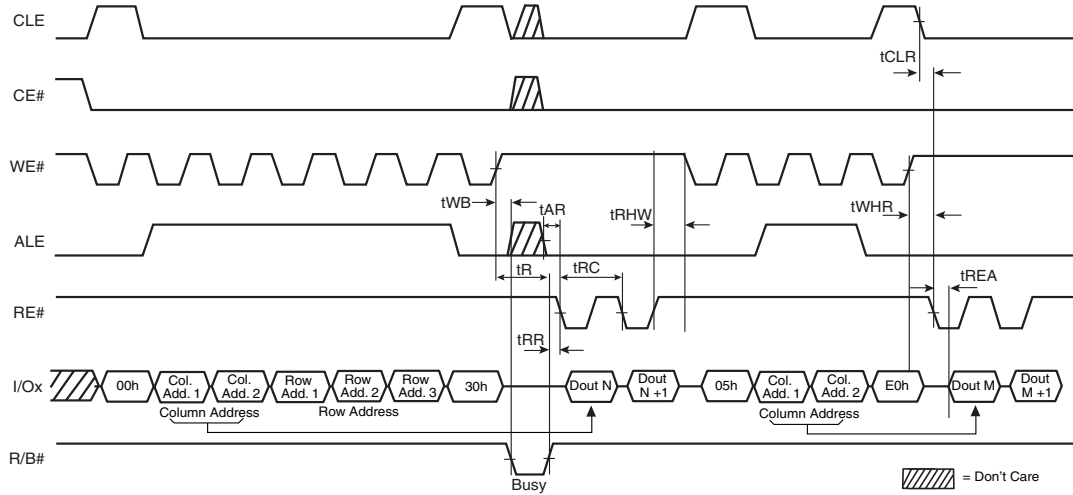 CLE
tCLR
CE#
WE#
tWB
tAR
tRHW
tWHR
ALE
tR
tRC
tREA
RE#
tRR
I/Ox
00h
Col.
Add. 1
Col.
Add. 2
Row
Add. 1
Row
Add. 2
Row
Add. 3
30h
Dout N
Dout
N +1
05h
Col.
Add. 1
Col.
Add. 2
E0h
Dout M
Dout
M +1
Column Address
Row Address
Column Address
R/B#
Busy
= Don't Care